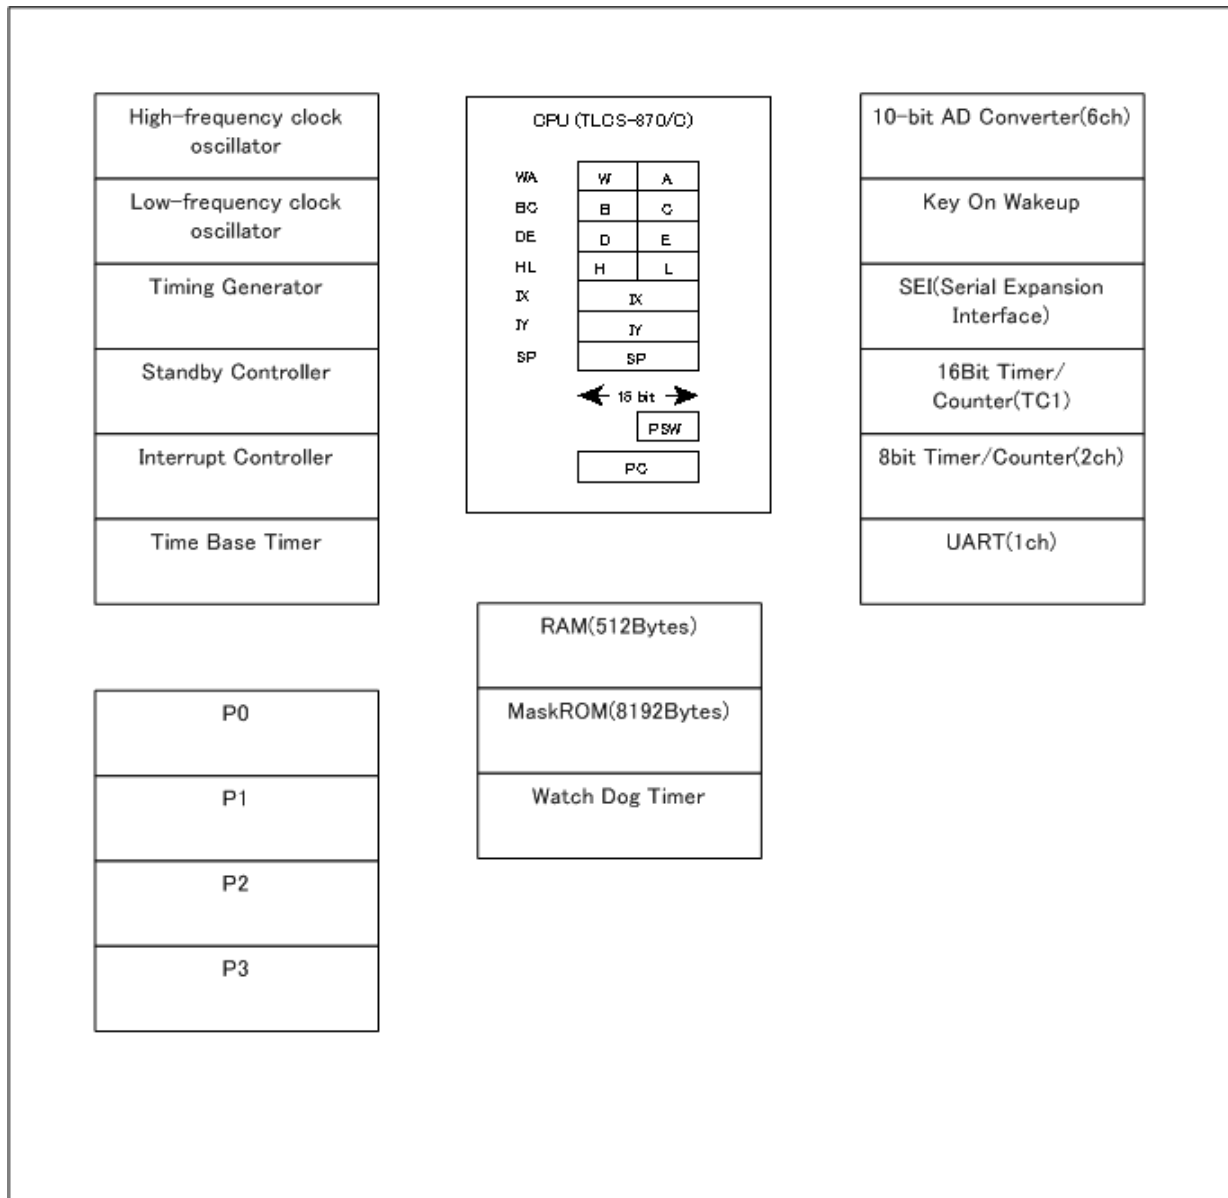 High-frequency clock
oscillator
Low-frequency clock
oscillator
Timing Generator
Standby Controller
Interrupt Controller
Time Base Timer
P0
P1
P2
P3
CPU (TLCS-870/C)
WA W A
BC B C
DE D E
HL H L
IX IX
IY IY
SP SP
16 bit
PSW
PC
RAM(512Bytes)
MaskROM(8192Bytes)
Watch Dog Timer
10-bit AD Converter(6ch)
Key On Wakeup
SEI(Serial Expansion
Interface)
16Bit Timer/
Counter(TC1)
8bit Timer/Counter(2ch)
UART(1ch)